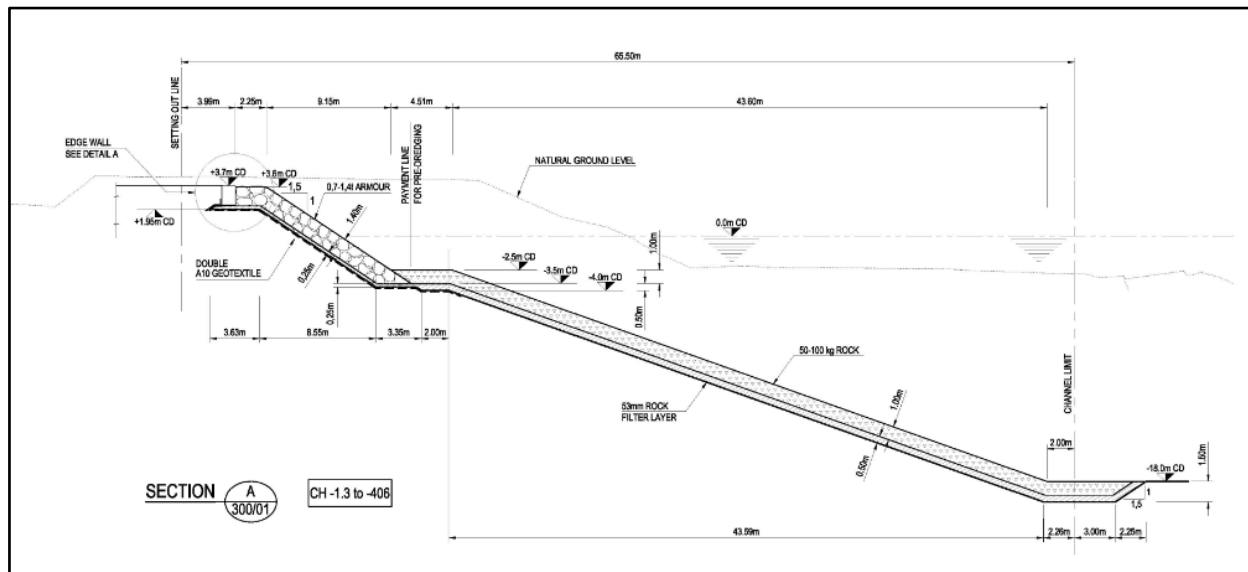 65.50m
3.99m
2.25m
9.15m
4.51m
43.60m
SETTING OUT LINE
EDGE WALL
SEE DETAIL A
PAYMENT LINE
FOR PRE-DREDGING
NATURAL GROUND LEVEL
+3.7m CD
+3.6m CD
1,5
1
0,7-1,4t ARMOUR
1.40m
+1.95m CD
0.0m CD
1.00m
DOUBLE
A10 GEOTEXTILE
0.25m
-2.5m CD
-3.5m CD
-4.0m CD
0.50m
0,25m
3.63m
8.55m
3.35m
2.00m
50-100 kg ROCK
CHANNEL LIMIT
53mm ROCK
FILTER LAYER
1.00m
0.50m
2.00m
-18.0m CD
1
1,5
SECTION
A
300/01
CH -1.3 to -406
43.59m
2.26m
3.00m
2.25m